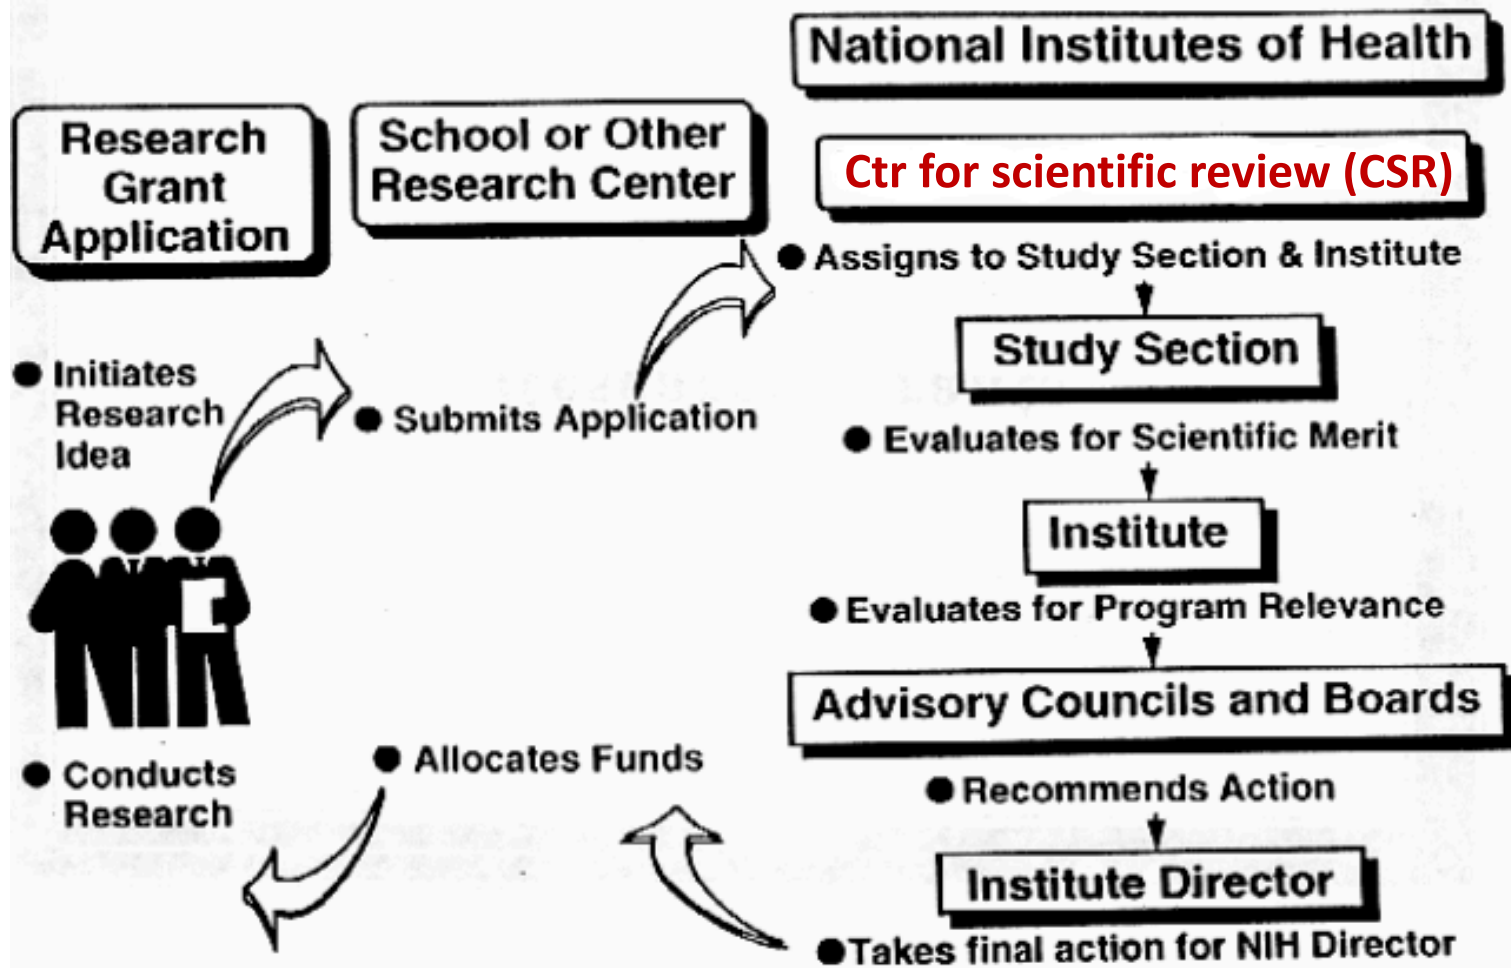 National Institutes of Health
Research
Grant
Application
School or Other
Research Center
Ctr for scientific review (CSR)
● Assigns to Study Section & Institute
Study Section
● Initiates
Research
Idea
● Submits Application
● Evaluates for Scientific Merit
Institute
● Evaluates for Program Relevance
Advisory Councils and Boards
● Conducts
Research
● Allocates Funds
● Recommends Action
Institute Director
● Takes final action for NIH Director